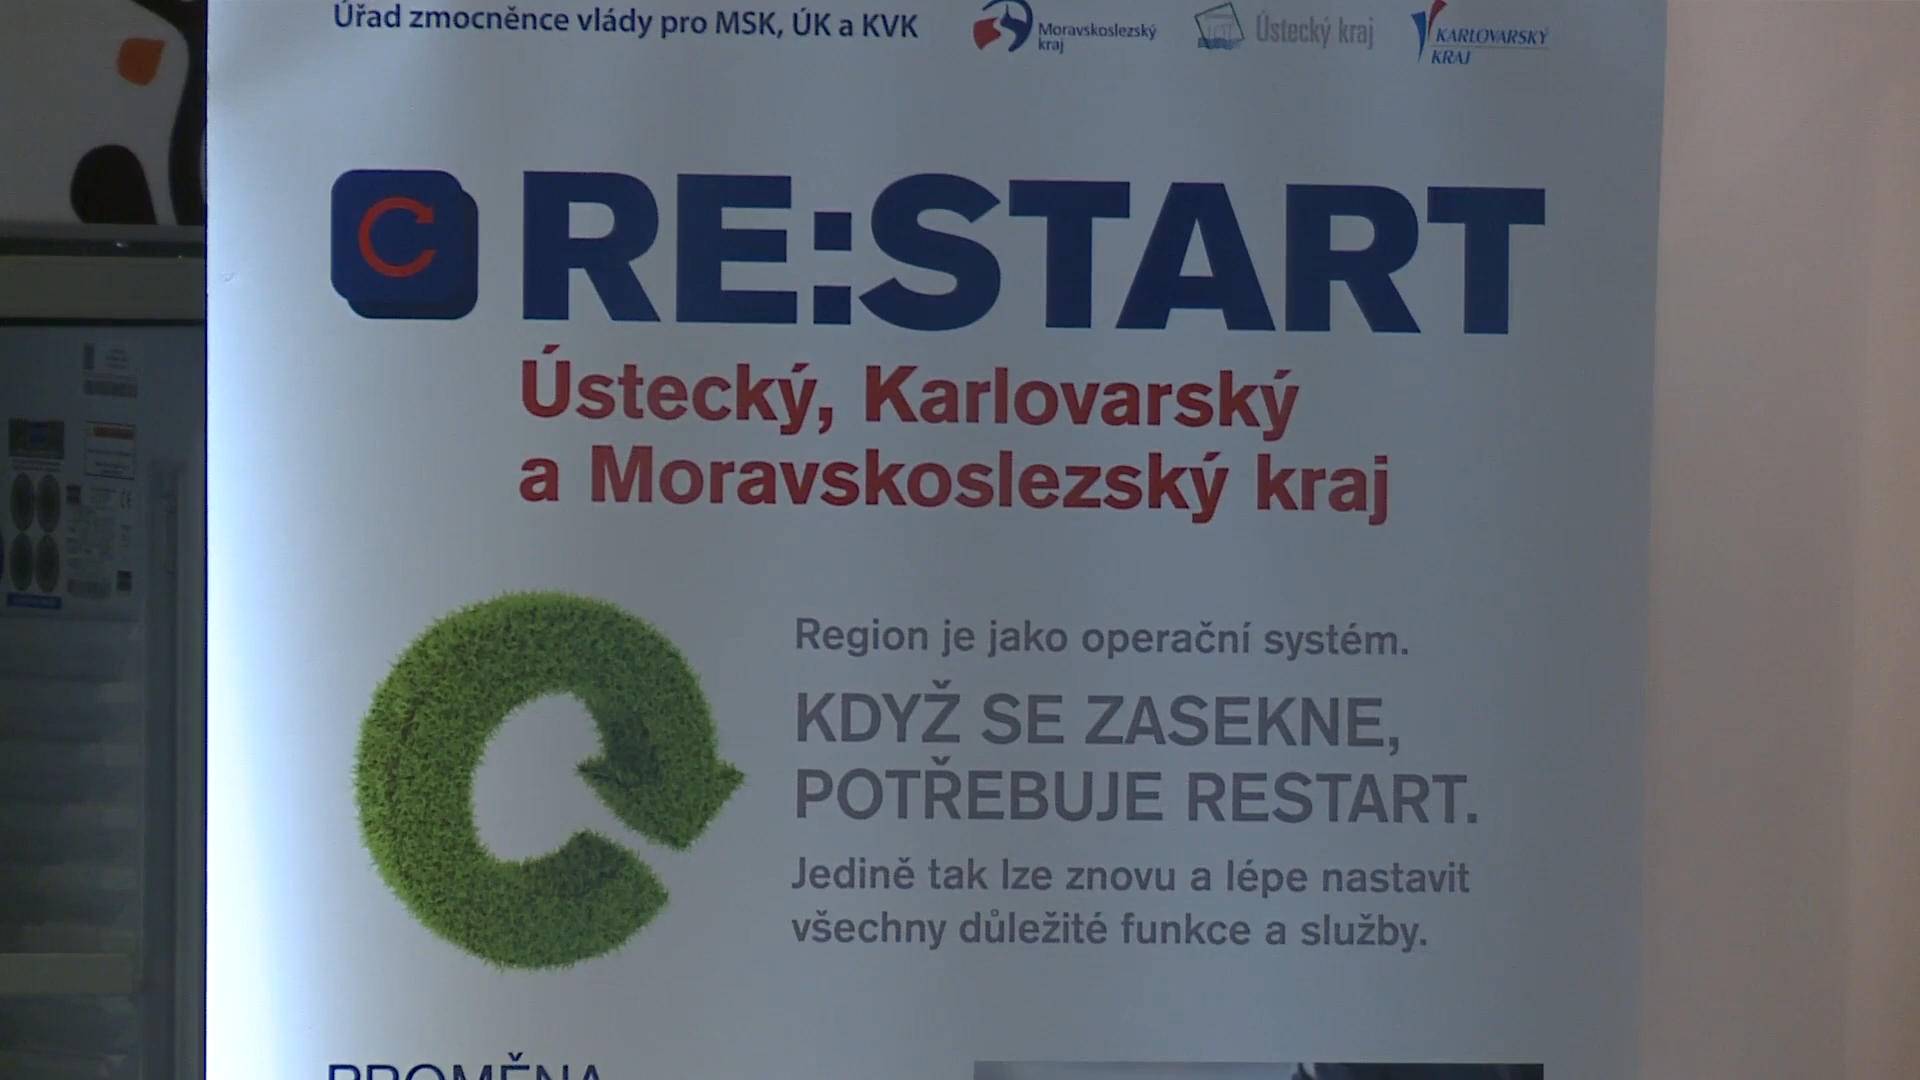 Úřad zmocněnce vlády pro MSK, ÚK a KVK
Moravskoslezský
kraj
Ústecký kraj
KARLOVARSKÝ
KRAJ
RE:START
Ústecký, Karlovarský
a Moravskoslezský kraj
Region je jako operační systém.
KDYŽ SE ZASEKNE,
POTŘEBUJE RESTART.
Jedině tak lze znovu a lépe nastavit
všechny důležité funkce a služby.
PROMĚNA